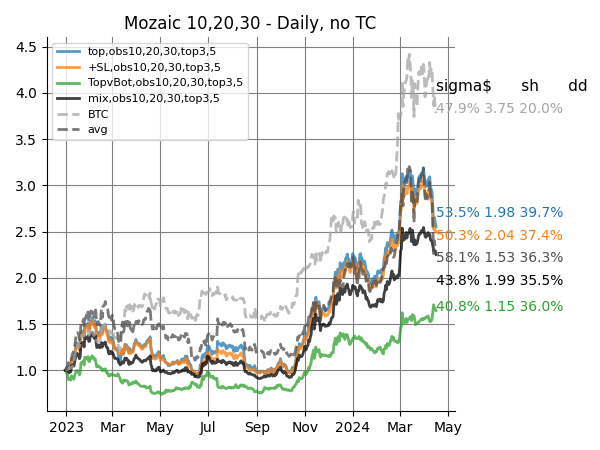 Mozaic 10,20,30 - Daily, no TC
4.5
4.0
3.5
3.0
2.5
2.0
1.5
1.0
top,obs10,20,30,top3,5
+SL,obs10,20,30,top3,5
TopvBot,obs10,20,30,top3,5
mix,obs10,20,30,top3,5
BTC
avg
sigma$ sh dd
47.9% 3.75 20.0%
53.5% 1.98 39.7%
50.3% 2.04 37.4%
58.1% 1.53 36.3%
43.8% 1.99 35.5%
40.8% 1.15 36.0%
2023 Mar May Jul Sep Nov 2024 Mar May